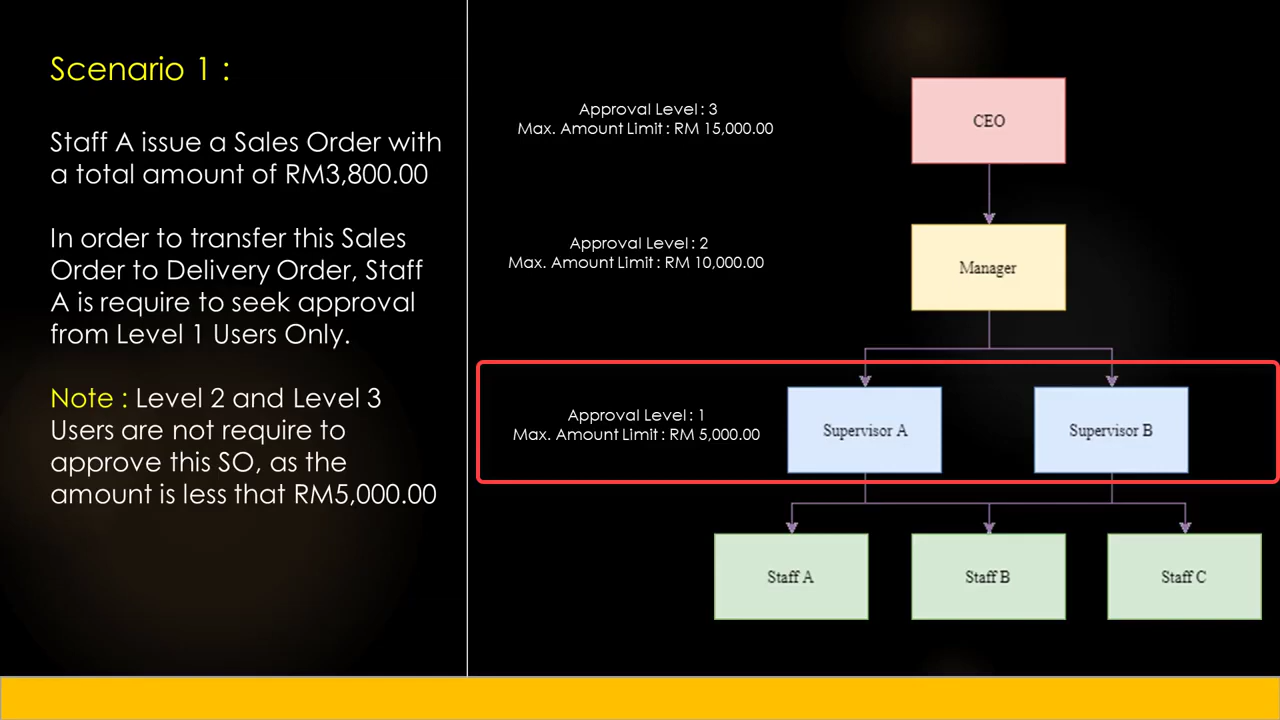 Scenario 1 :
Staff A issue a Sales Order with
a total amount of RM3,800.00
In order to transfer this Sales
Order to Delivery Order, Staff
A is require to seek approval
from Level 1 Users Only.
Note : Level 2 and Level 3
Users are not require to
approve this SO, as the
amount is less that RM5,000.00
Approval Level : 3
Max. Amount Limit : RM 15,000.00
CEO
Approval Level : 2
Max. Amount Limit : RM 10,000.00
Manager
Approval Level : 1
Max. Amount Limit : RM 5,000.00
Supervisor A
Supervisor B
Staff A
Staff B
Staff C